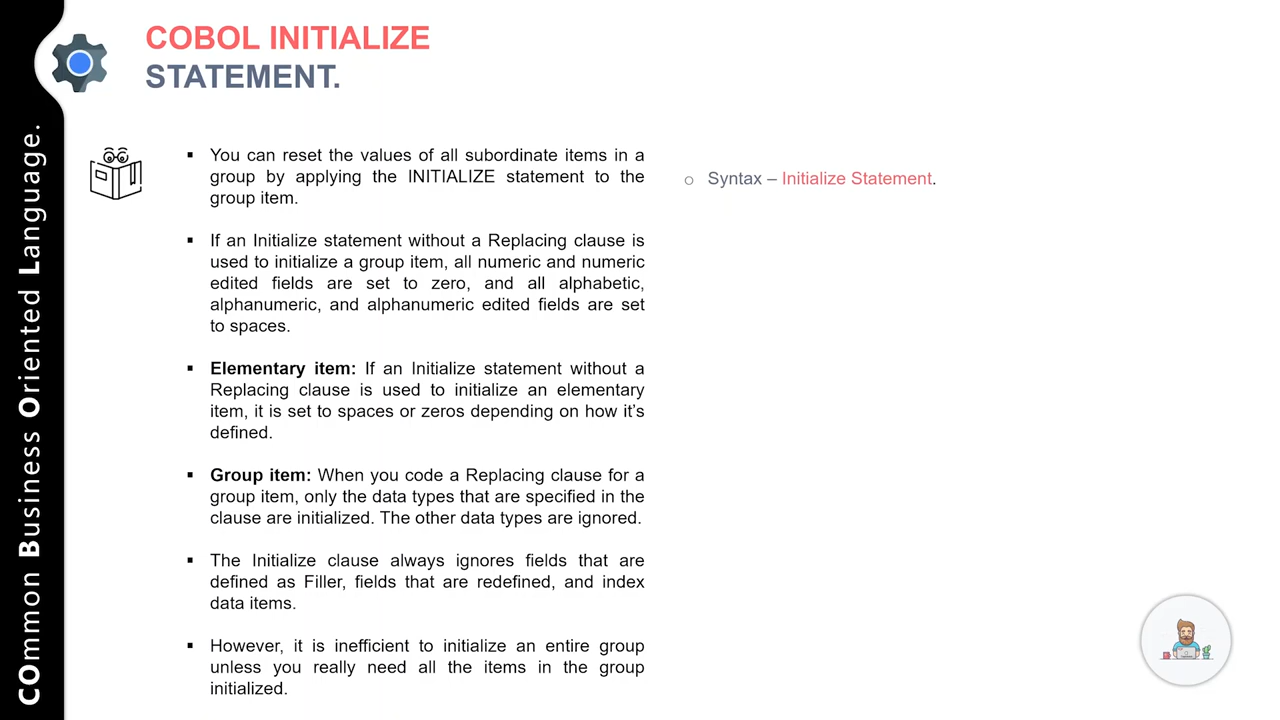 COBOL INITIALIZE
STATEMENT.
COmmon Business Oriented Language.
▪ You can reset the values of all subordinate items in a
group by applying the INITIALIZE statement to the
group item.
▪ If an Initialize statement without a Replacing clause is
used to initialize a group item, all numeric and numeric
edited fields are set to zero, and all alphabetic,
alphanumeric, and alphanumeric edited fields are set
to spaces.
▪ Elementary item: If an Initialize statement without a
Replacing clause is used to initialize an elementary
item, it is set to spaces or zeros depending on how it's
defined.
▪ Group item: When you code a Replacing clause for a
group item, only the data types that are specified in the
clause are initialized. The other data types are ignored.
▪ The Initialize clause always ignores fields that are
defined as Filler, fields that are redefined, and index
data items.
▪ However, it is inefficient to initialize an entire group
unless you really need all the items in the group
initialized.
o Syntax – Initialize Statement.